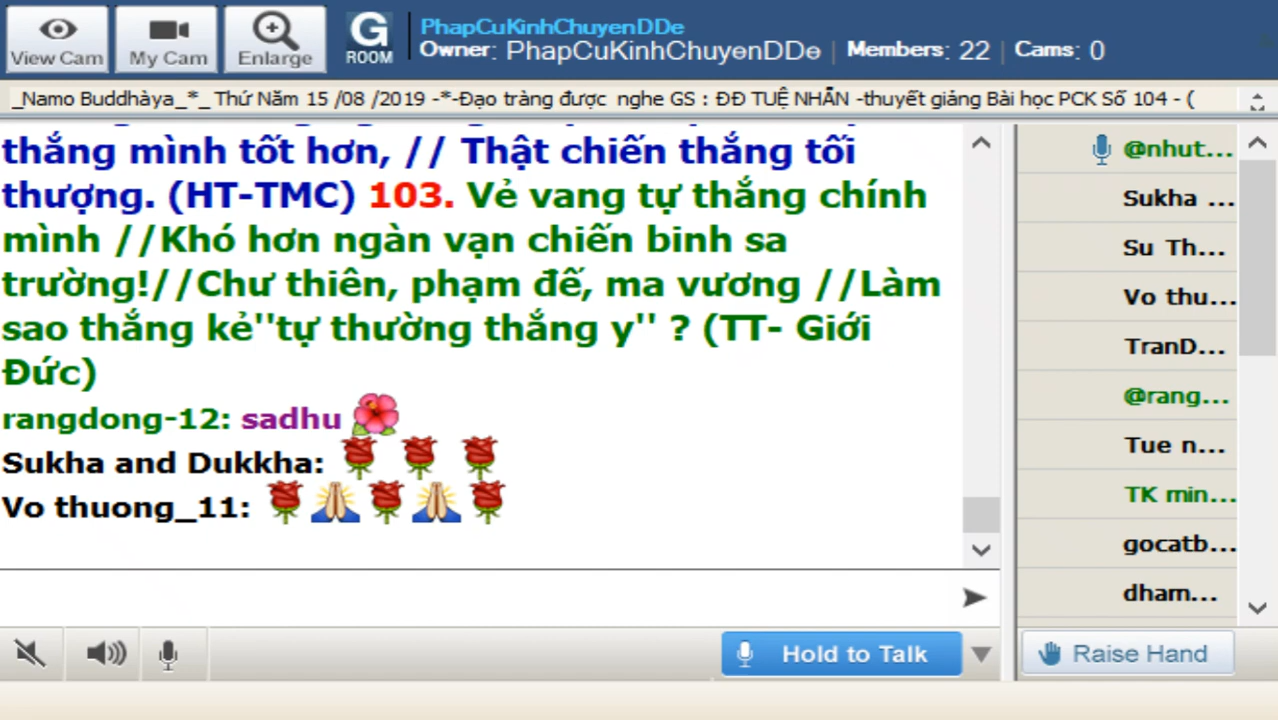 View Cam
My Cam
Enlarge
G
ROOM
PhapCuKinhChuyenDDe
Owner: PhapCuKinhChuyenDDe | Members: 22 | Cams: 0
_Namo Buddhàya_*_ Thứ Năm 15 /08 /2019 -*-Đạo tràng được nghe GS : ĐĐ TUỆ NHẪN -thuyết giảng Bài học PCK Số 104 - (
thắng mình tốt hơn, // Thật chiến thắng tối
thượng. (HT-TMC) 103. Vẻ vang tự thắng chính
mình //Khó hơn ngàn vạn chiến binh sa
trường!//Chư thiên, phạm đế, ma vương //Làm
sao thắng kẻ''tự thường thắng y'' ? (TT- Giới
Đức)
rangdong-12: sadhu
Sukha and Dukkha:
Vo thuong_11:
@nhut...
Sukha ...
Su Th...
Vo thu...
TranD...
@rang...
Tue n...
TK min...
gocatb...
dham...
Hold to Talk
Raise Hand